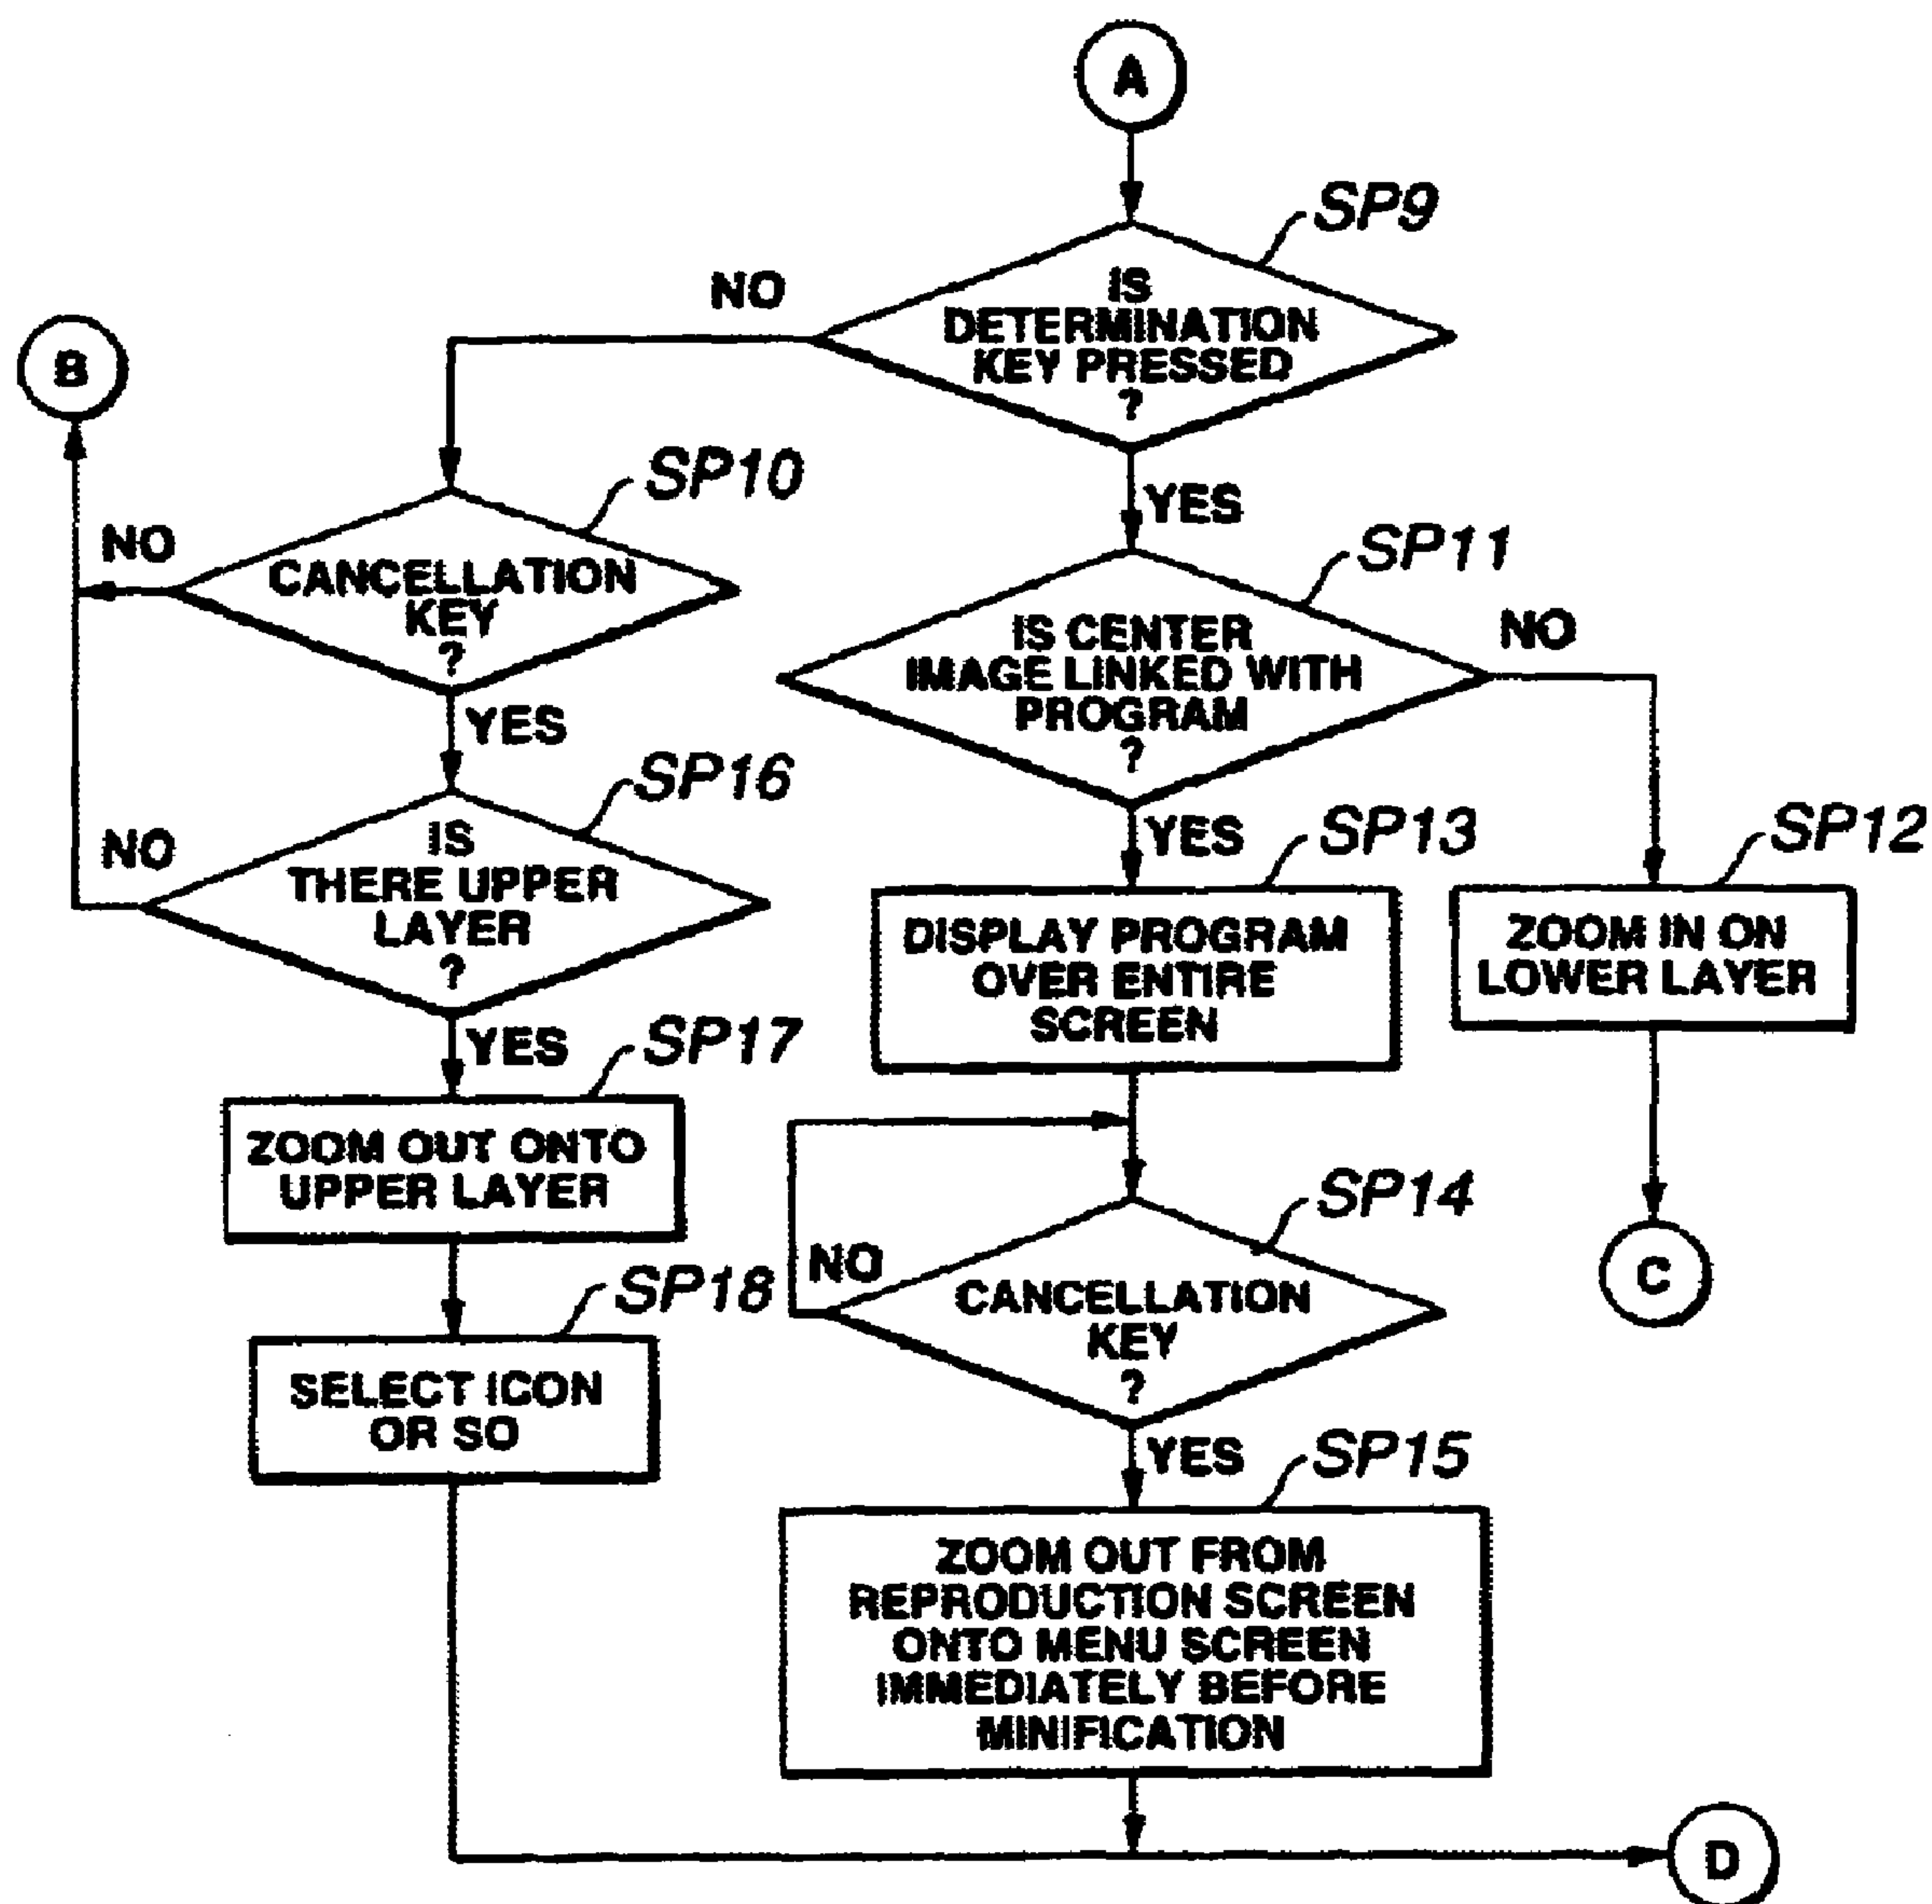 A
SP9
NO
IS
DETERMINATION
KEY PRESSED
?
B
SP10
YES
SP11
NO
CANCELLATION
KEY
?
IS CENTER
IMAGE LINKED WITH
PROGRAM
?
NO
YES
SP16
YES
SP13
SP12
NO
IS
THERE UPPER
LAYER
?
DISPLAY PROGRAM
OVER ENTIRE
SCREEN
ZOOM IN ON
LOWER LAYER
YES
SP17
ZOOM OUT ONTO
UPPER LAYER
SP14
NO
CANCELLATION
KEY
?
C
SP18
SELECT ICON
OR SO
YES
SP15
ZOOM OUT FROM
REPRODUCTION SCREEN
ONTO MENU SCREEN
IMMEDIATELY BEFORE
MINIFICATION
D